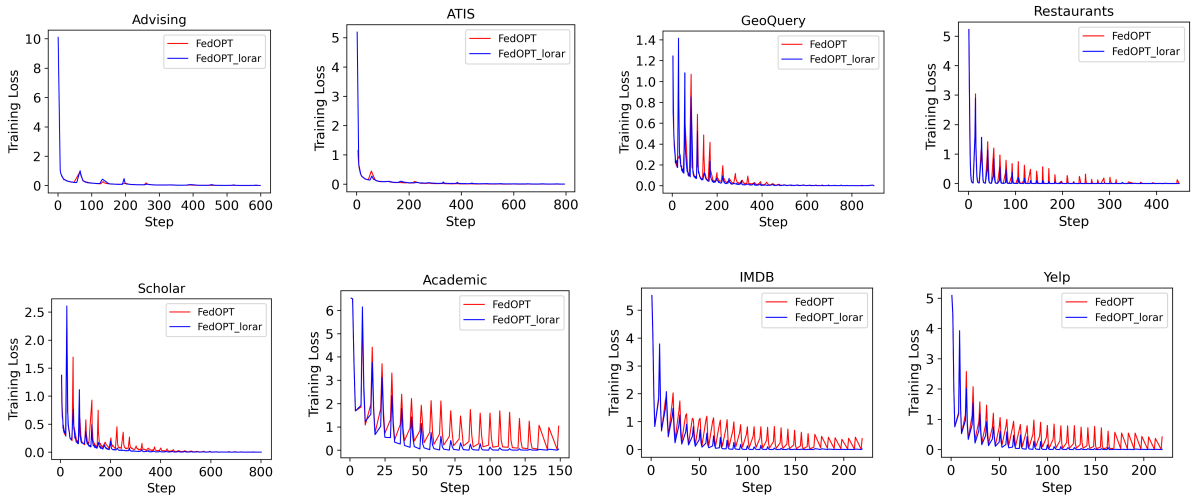 Advising
Training Loss
10
8
6
4
2
0
0 100 200 300 400 500 600
Step
FedOPT
FedOPT_lorar
ATIS
Training Loss
5
4
3
2
1
0
0 200 400 600 800
Step
FedOPT
FedOPT_lorar
GeoQuery
Training Loss
1.4
1.2
1.0
0.8
0.6
0.4
0.2
0.0
0 200 400 600 800
Step
FedOPT
FedOPT_lorar
Restaurants
Training Loss
5
4
3
2
1
0
0 100 200 300 400
Step
FedOPT
FedOPT_lorar
Scholar
Training Loss
2.5
2.0
1.5
1.0
0.5
0.0
0 200 400 600 800
Step
FedOPT
FedOPT_lorar
Academic
Training Loss
6
5
4
3
2
1
0
0 25 50 75 100 125 150
Step
FedOPT
FedOPT_lorar
IMDB
Training Loss
5
4
3
2
1
0
0 50 100 150 200
Step
FedOPT
FedOPT_lorar
Yelp
Training Loss
5
4
3
2
1
0
0 50 100 150 200
Step
FedOPT
FedOPT_lorar